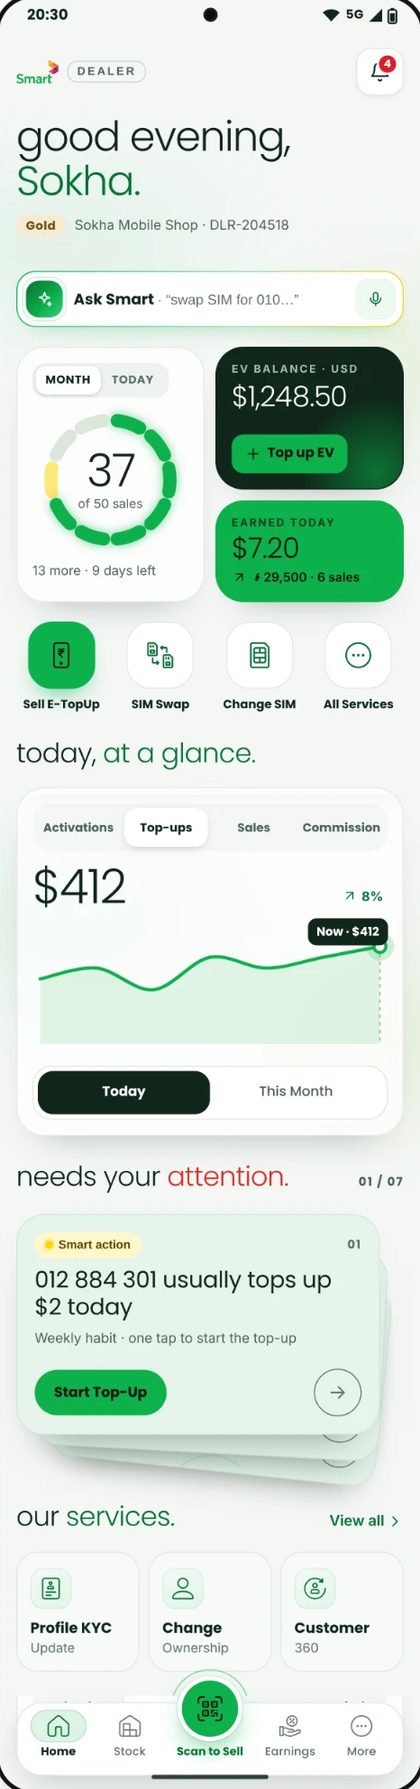 20:30
5G
Smart
DEALER
4
good evening,
Sokha.
Gold
Sokha Mobile Shop · DLR-204518
Ask Smart · “swap SIM for 010…”
MONTH
TODAY
37
of 50 sales
13 more · 9 days left
EV BALANCE · USD
$1,248.50
+ Top up EV
EARNED TODAY
$7.20
៛ 29,500 · 6 sales
₹
Sell E-TopUp
SIM Swap
Change SIM
All Services
today, at a glance.
Activations
Top-ups
Sales
Commission
$412
8%
Now · $412
Today
This Month
needs your attention.
01 / 07
Smart action
01
012 884 301 usually tops up
$2 today
Weekly habit · one tap to start the top-up
Start Top-Up
our services.
View all
Profile KYC
Update
Change
Ownership
Customer
360
Home
Stock
Scan to Sell
Earnings
More